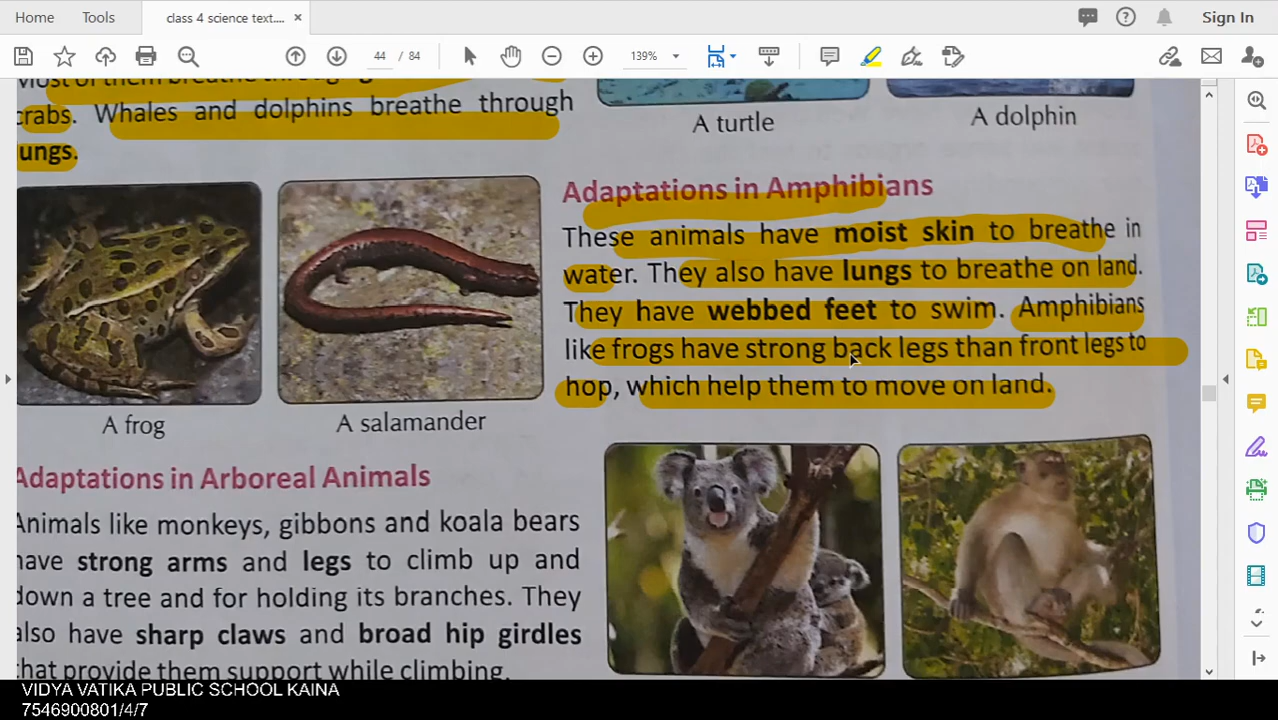 Home
Tools
class 4 science text....
Sign In
44 / 84
139%
Most of them breathe through
crabs. Whales and dolphins breathe through
lungs.
A turtle
A dolphin
Adaptations in Amphibians
These animals have moist skin to breathe in
water. They also have lungs to breathe on land.
They have webbed feet to swim. Amphibians
like frogs have strong back legs than front legs to
hop, which help them to move on land.
A frog
A salamander
Adaptations in Arboreal Animals
Animals like monkeys, gibbons and koala bears
have strong arms and legs to climb up and
down a tree and for holding its branches. They
also have sharp claws and broad hip girdles
that provide them support while climbing.
VIDYA VATIKA PUBLIC SCHOOL KAINA
7546900801/4/7